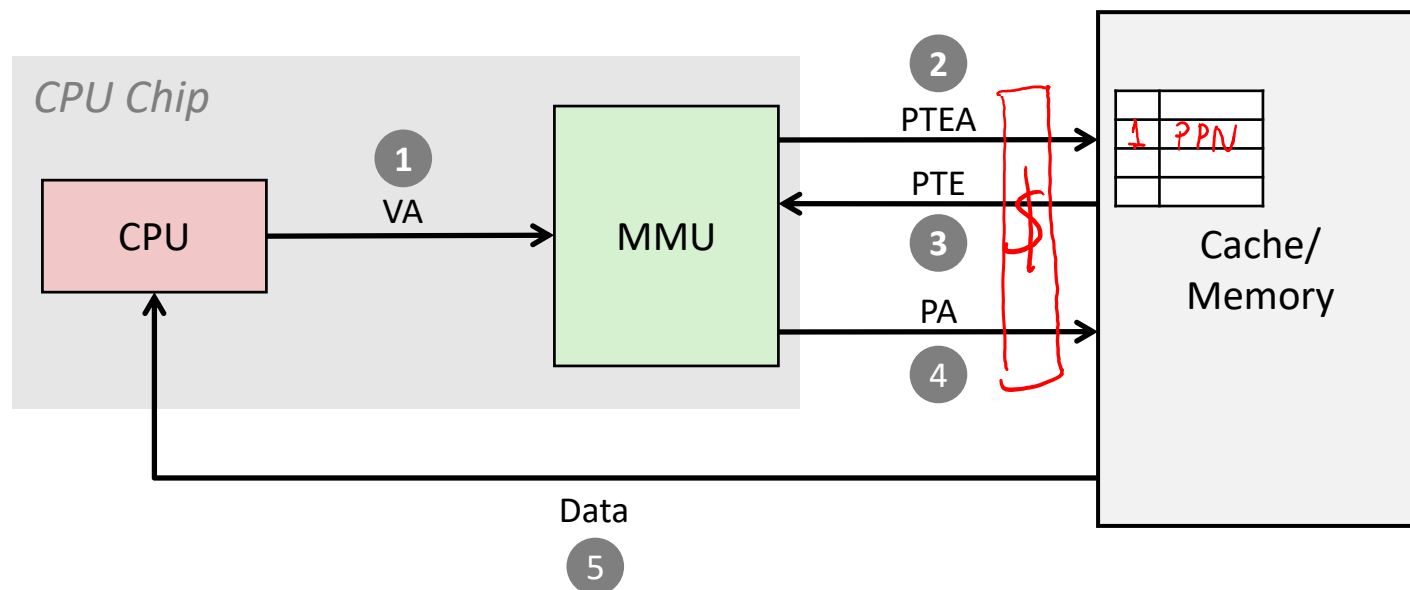 CPU Chip
2
PTEA
1 PPN
1
VA
PTE
$
CPU
MMU
3
Cache/
Memory
PA
4
Data
5